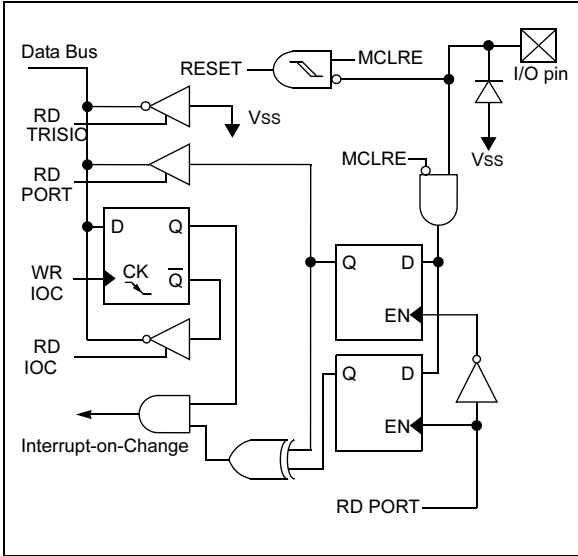 Data Bus
MCLRE
RESET
I/O pin
RD
TRISIO
VSS
VSS
RD
PORT
MCLRE
D
Q
WR
IOC
CK
Q
Q
D
EN
RD
IOC
Q
D
EN
Interrupt-on-Change
RD PORT